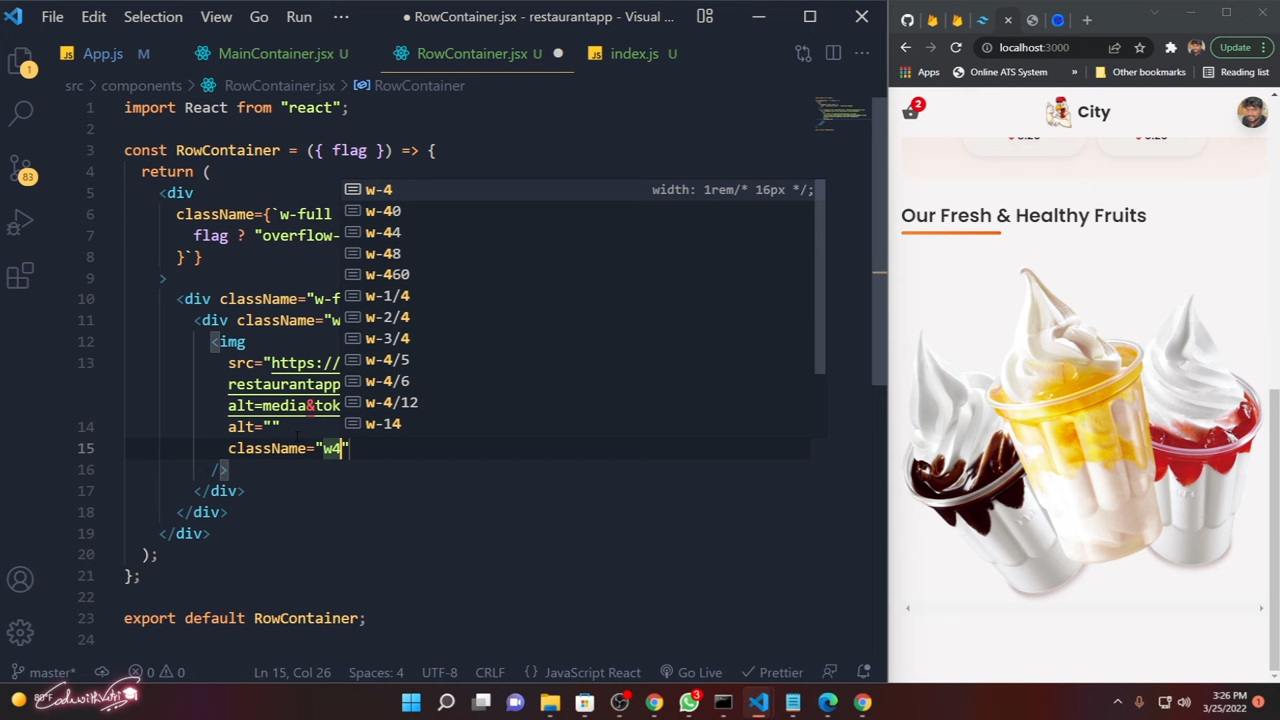 File Edit Selection View Go Run ··· ● RowContainer.jsx - restaurantapp - Visual ...
JS App.js M MainContainer.jsx U RowContainer.jsx U ● JS index.js U ···
src > components > RowContainer.jsx > RowContainer
1 import React from "react";
2
3 const RowContainer = ({ flag }) => {
4 return (
5 <div
6 className={`w-full
7 flag ? "overflow-
8 }`}
9 >
10 <div className="w-f
11 <div className="w
12 <img
13 src="https://
restaurantapp
alt=media&tok
14 alt=""
15 className="w4"
16 />
17 </div>
18 </div>
19 </div>
20 );
21 };
23 export default RowContainer;
24
w-4 width: 1rem/* 16px */;
w-40
w-44
w-48
w-460
w-1/4
w-2/4
w-3/4
w-4/5
w-4/6
w-4/12
w-14
1
83
master* 0 0 Ln 15, Col 26 Spaces: 4 UTF-8 CRLF {} JavaScript React Go Live Prettier
localhost:3000 Update
Apps Online ATS System » Other bookmarks Reading list
2 City
Our Fresh & Healthy Fruits
80°F
3
3:26 PM
3/25/2022
1